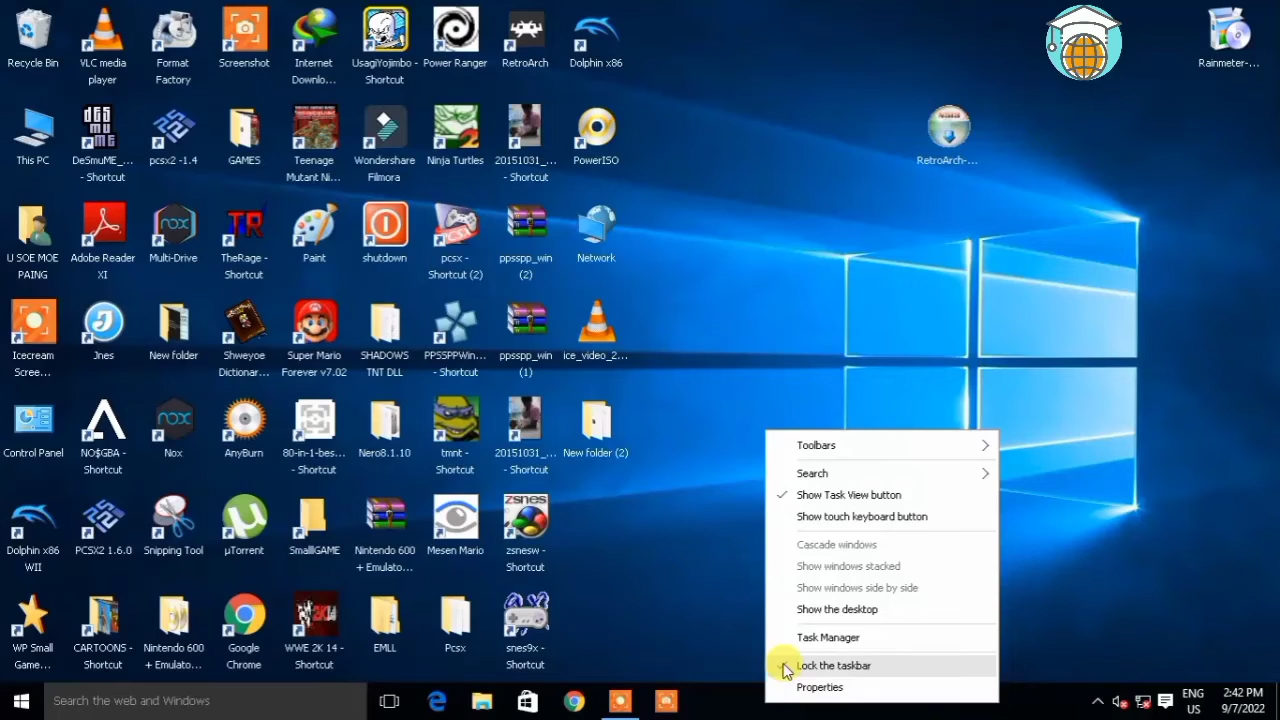 Recycle Bin
VLC media
player
Format
Factory
Screenshot
Internet
Downlo...
UsagiYojimbo -
Shortcut
Power Ranger
RetroArch
Dolphin x86
Rainmeter-...
This PC
DeSmuME_...
- Shortcut
pcsx2 -1.4
GAMES
Teenage
Mutant Ni...
Wondershare
Filmora
Ninja Turtles
20151031_...
- Shortcut
PowerISO
RetroArch-...
U SOE MOE
PAING
Adobe Reader
XI
Multi-Drive
TheRage -
Shortcut
Paint
shutdown
pcsx -
Shortcut (2)
ppsspp_win
(2)
Network
Icecream
Scree...
Jnes
New folder
Shweyoe
Dictionar...
Super Mario
Forever v7.02
SHADOWS
TNT DLL
PPSSPPWin...
- Shortcut
ppsspp_win
(1)
ice_video_2...
Control Panel
NO$GBA -
Shortcut
Nox
AnyBurn
80-in-1-bes...
- Shortcut
Nero8.1.10
tmnt -
Shortcut
20151031_...
- Shortcut
New folder (2)
Dolphin x86
WII
PCSX2 1.6.0
Snipping Tool
µTorrent
SmallIGAME
Nintendo 600
+ Emulato...
Mesen Mario
zsnesw -
Shortcut
WP Small
Game...
CARTOONS -
Shortcut
Nintendo 600
+ Emulato...
Google
Chrome
WWE 2K 14 -
Shortcut
EMLL
Pcsx
snes9x -
Shortcut
Toolbars
Search
Show Task View button
Show touch keyboard button
Cascade windows
Show windows stacked
Show windows side by side
Show the desktop
Task Manager
Lock the taskbar
Properties
Search the web and Windows
ENG
US
2:42 PM
9/7/2022